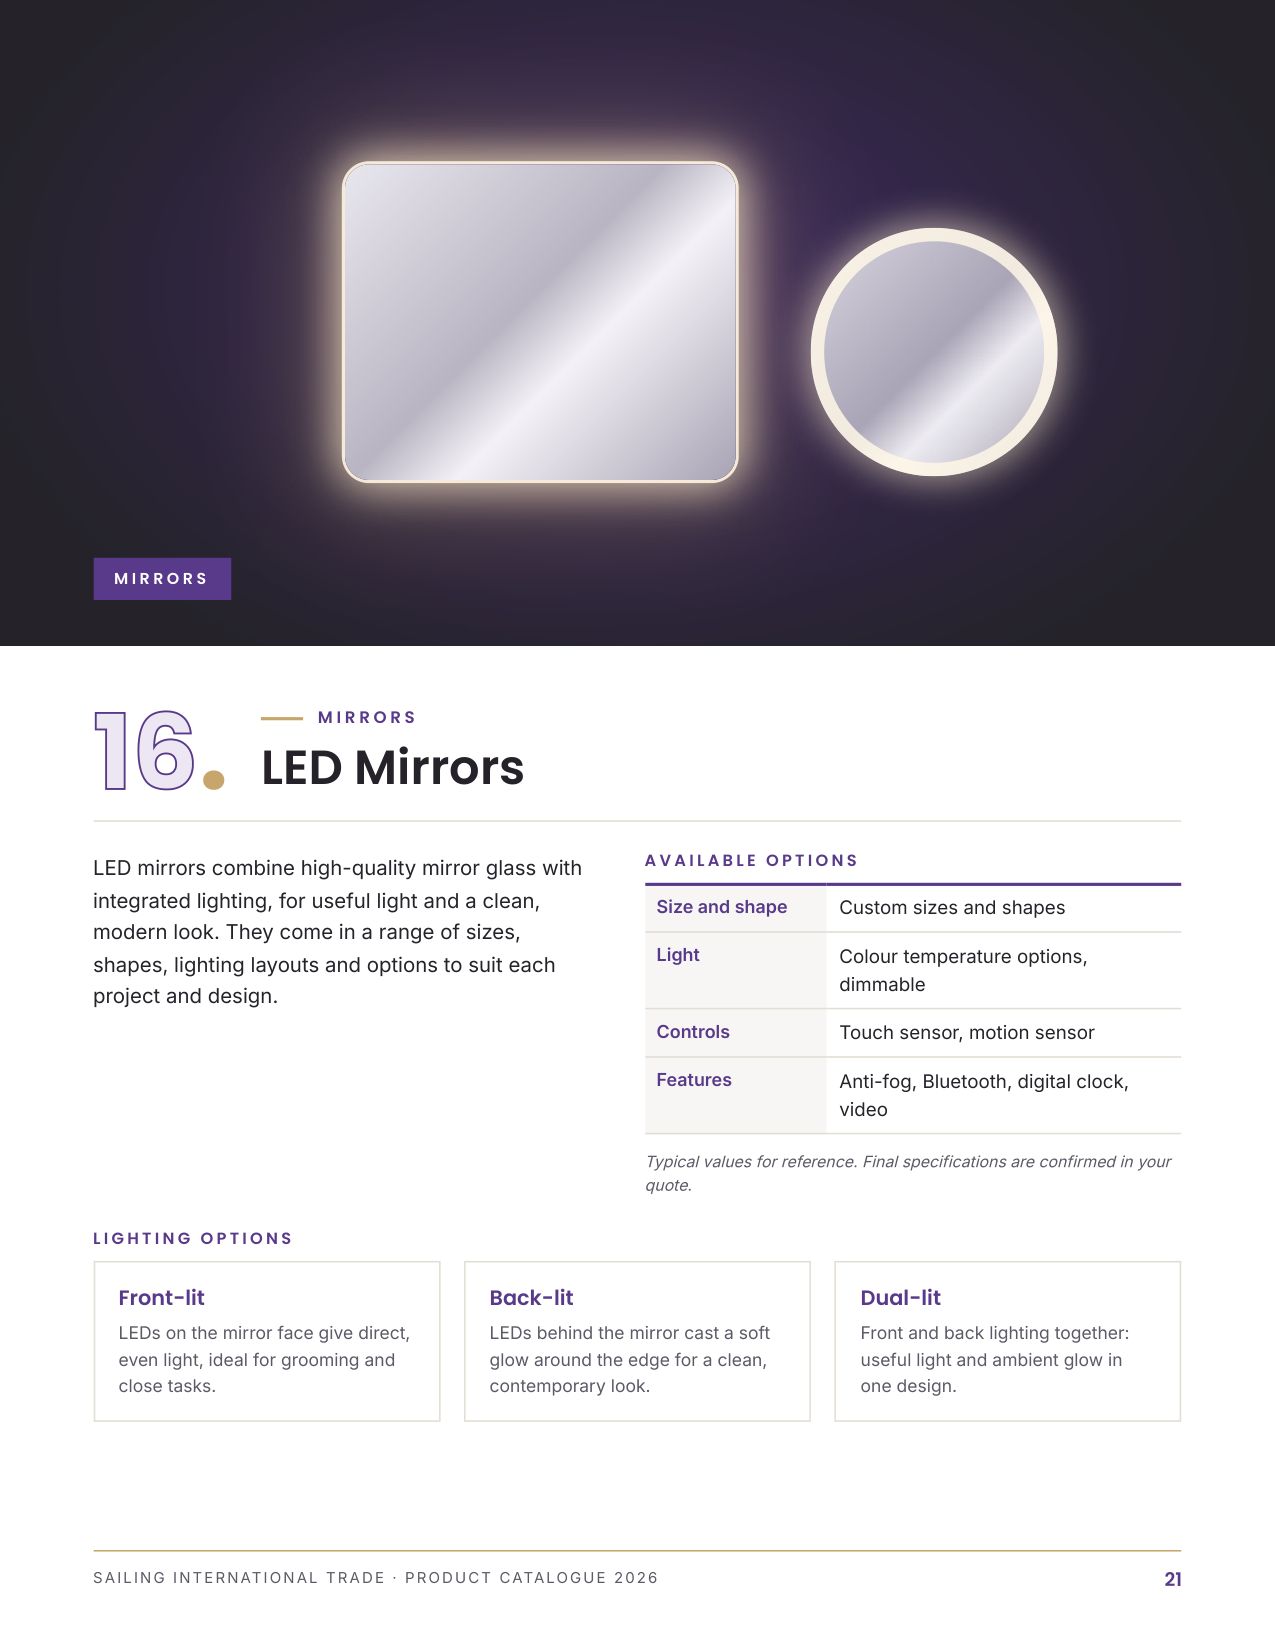 MIRRORS
16.
MIRRORS
LED Mirrors
LED mirrors combine high-quality mirror glass with
integrated lighting, for useful light and a clean,
modern look. They come in a range of sizes,
shapes, lighting layouts and options to suit each
project and design.
AVAILABLE OPTIONS
Size and shape Custom sizes and shapes
Light Colour temperature options,
dimmable
Controls Touch sensor, motion sensor
Features Anti-fog, Bluetooth, digital clock,
video
Typical values for reference. Final specifications are confirmed in your
quote.
LIGHTING OPTIONS
Front-lit
LEDs on the mirror face give direct,
even light, ideal for grooming and
close tasks.
Back-lit
LEDs behind the mirror cast a soft
glow around the edge for a clean,
contemporary look.
Dual-lit
Front and back lighting together:
useful light and ambient glow in
one design.
SAILING INTERNATIONAL TRADE · PRODUCT CATALOGUE 2026
21